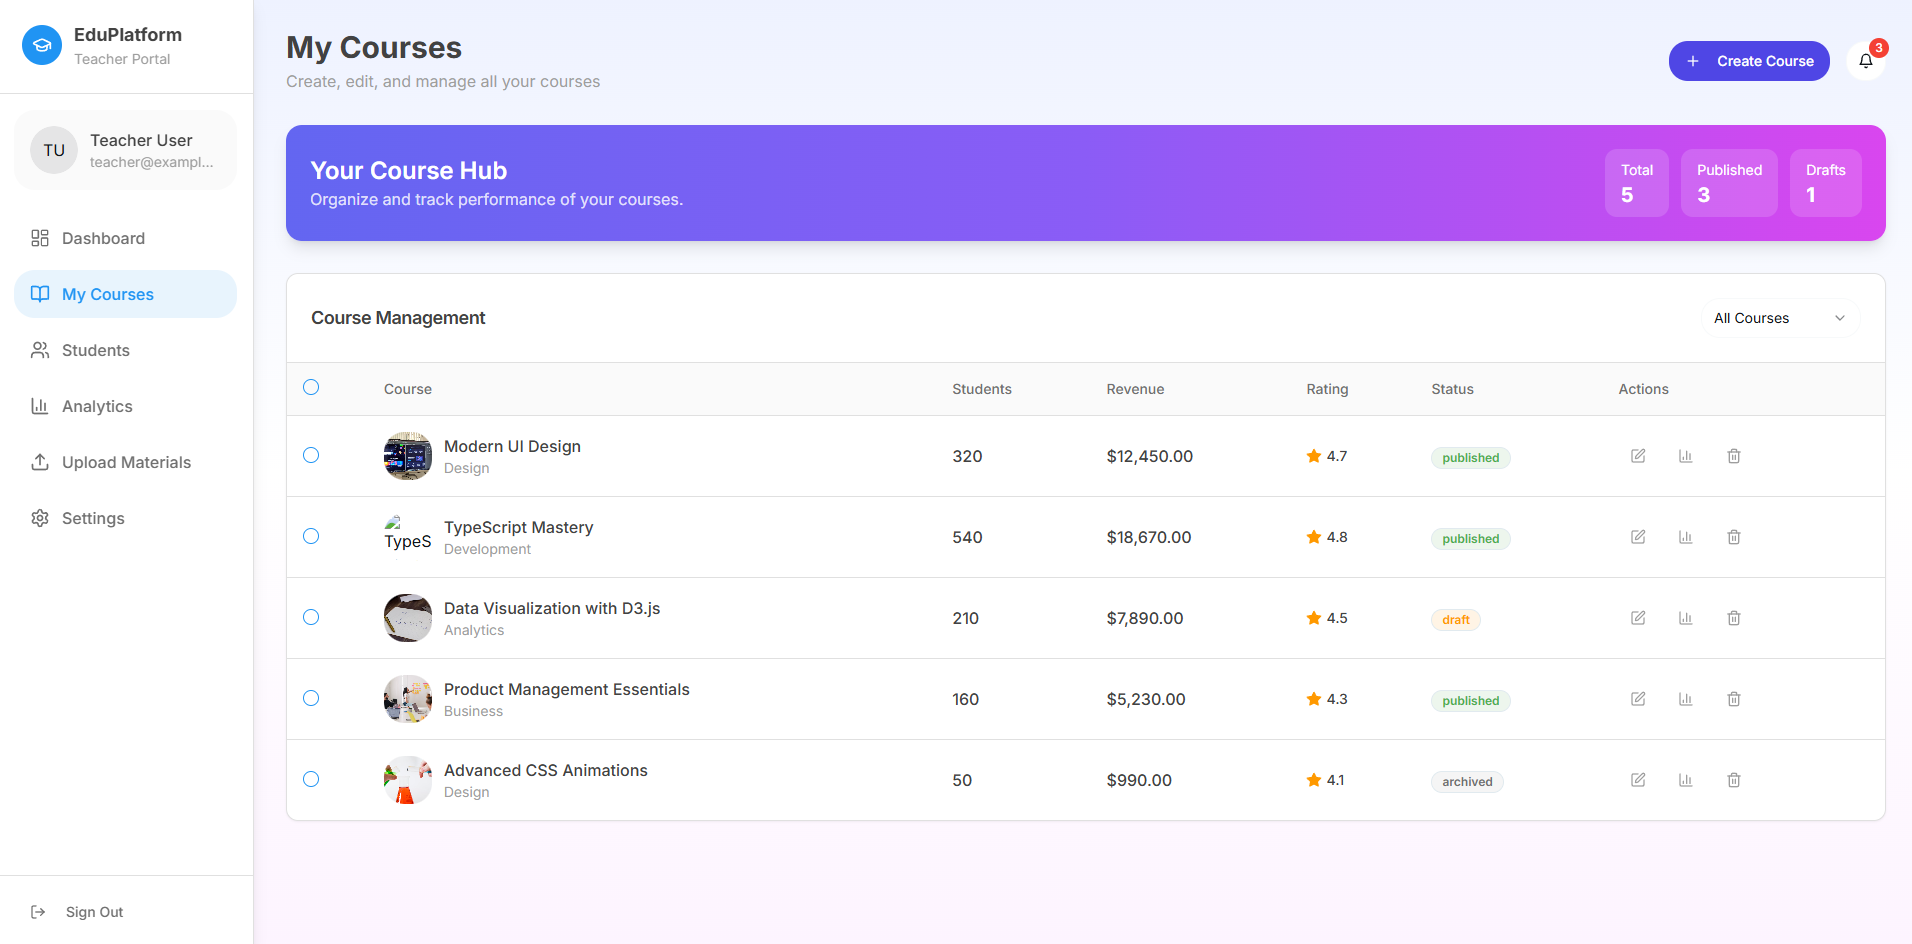 EduPlatform
Teacher Portal
TU
Teacher User
teacher@exampl...
Dashboard
My Courses
Students
Analytics
Upload Materials
Settings
Sign Out
My Courses
Create, edit, and manage all your courses
Create Course
3
Your Course Hub
Organize and track performance of your courses.
Total
5
Published
3
Drafts
1
Course Management
All Courses
Course Students Revenue Rating Status Actions
Modern UI Design
Design
320 $12,450.00 4.7 published
TypeS
TypeScript Mastery
Development
540 $18,670.00 4.8 published
Data Visualization with D3.js
Analytics
210 $7,890.00 4.5 draft
Product Management Essentials
Business
160 $5,230.00 4.3 published
Advanced CSS Animations
Design
50 $990.00 4.1 archived